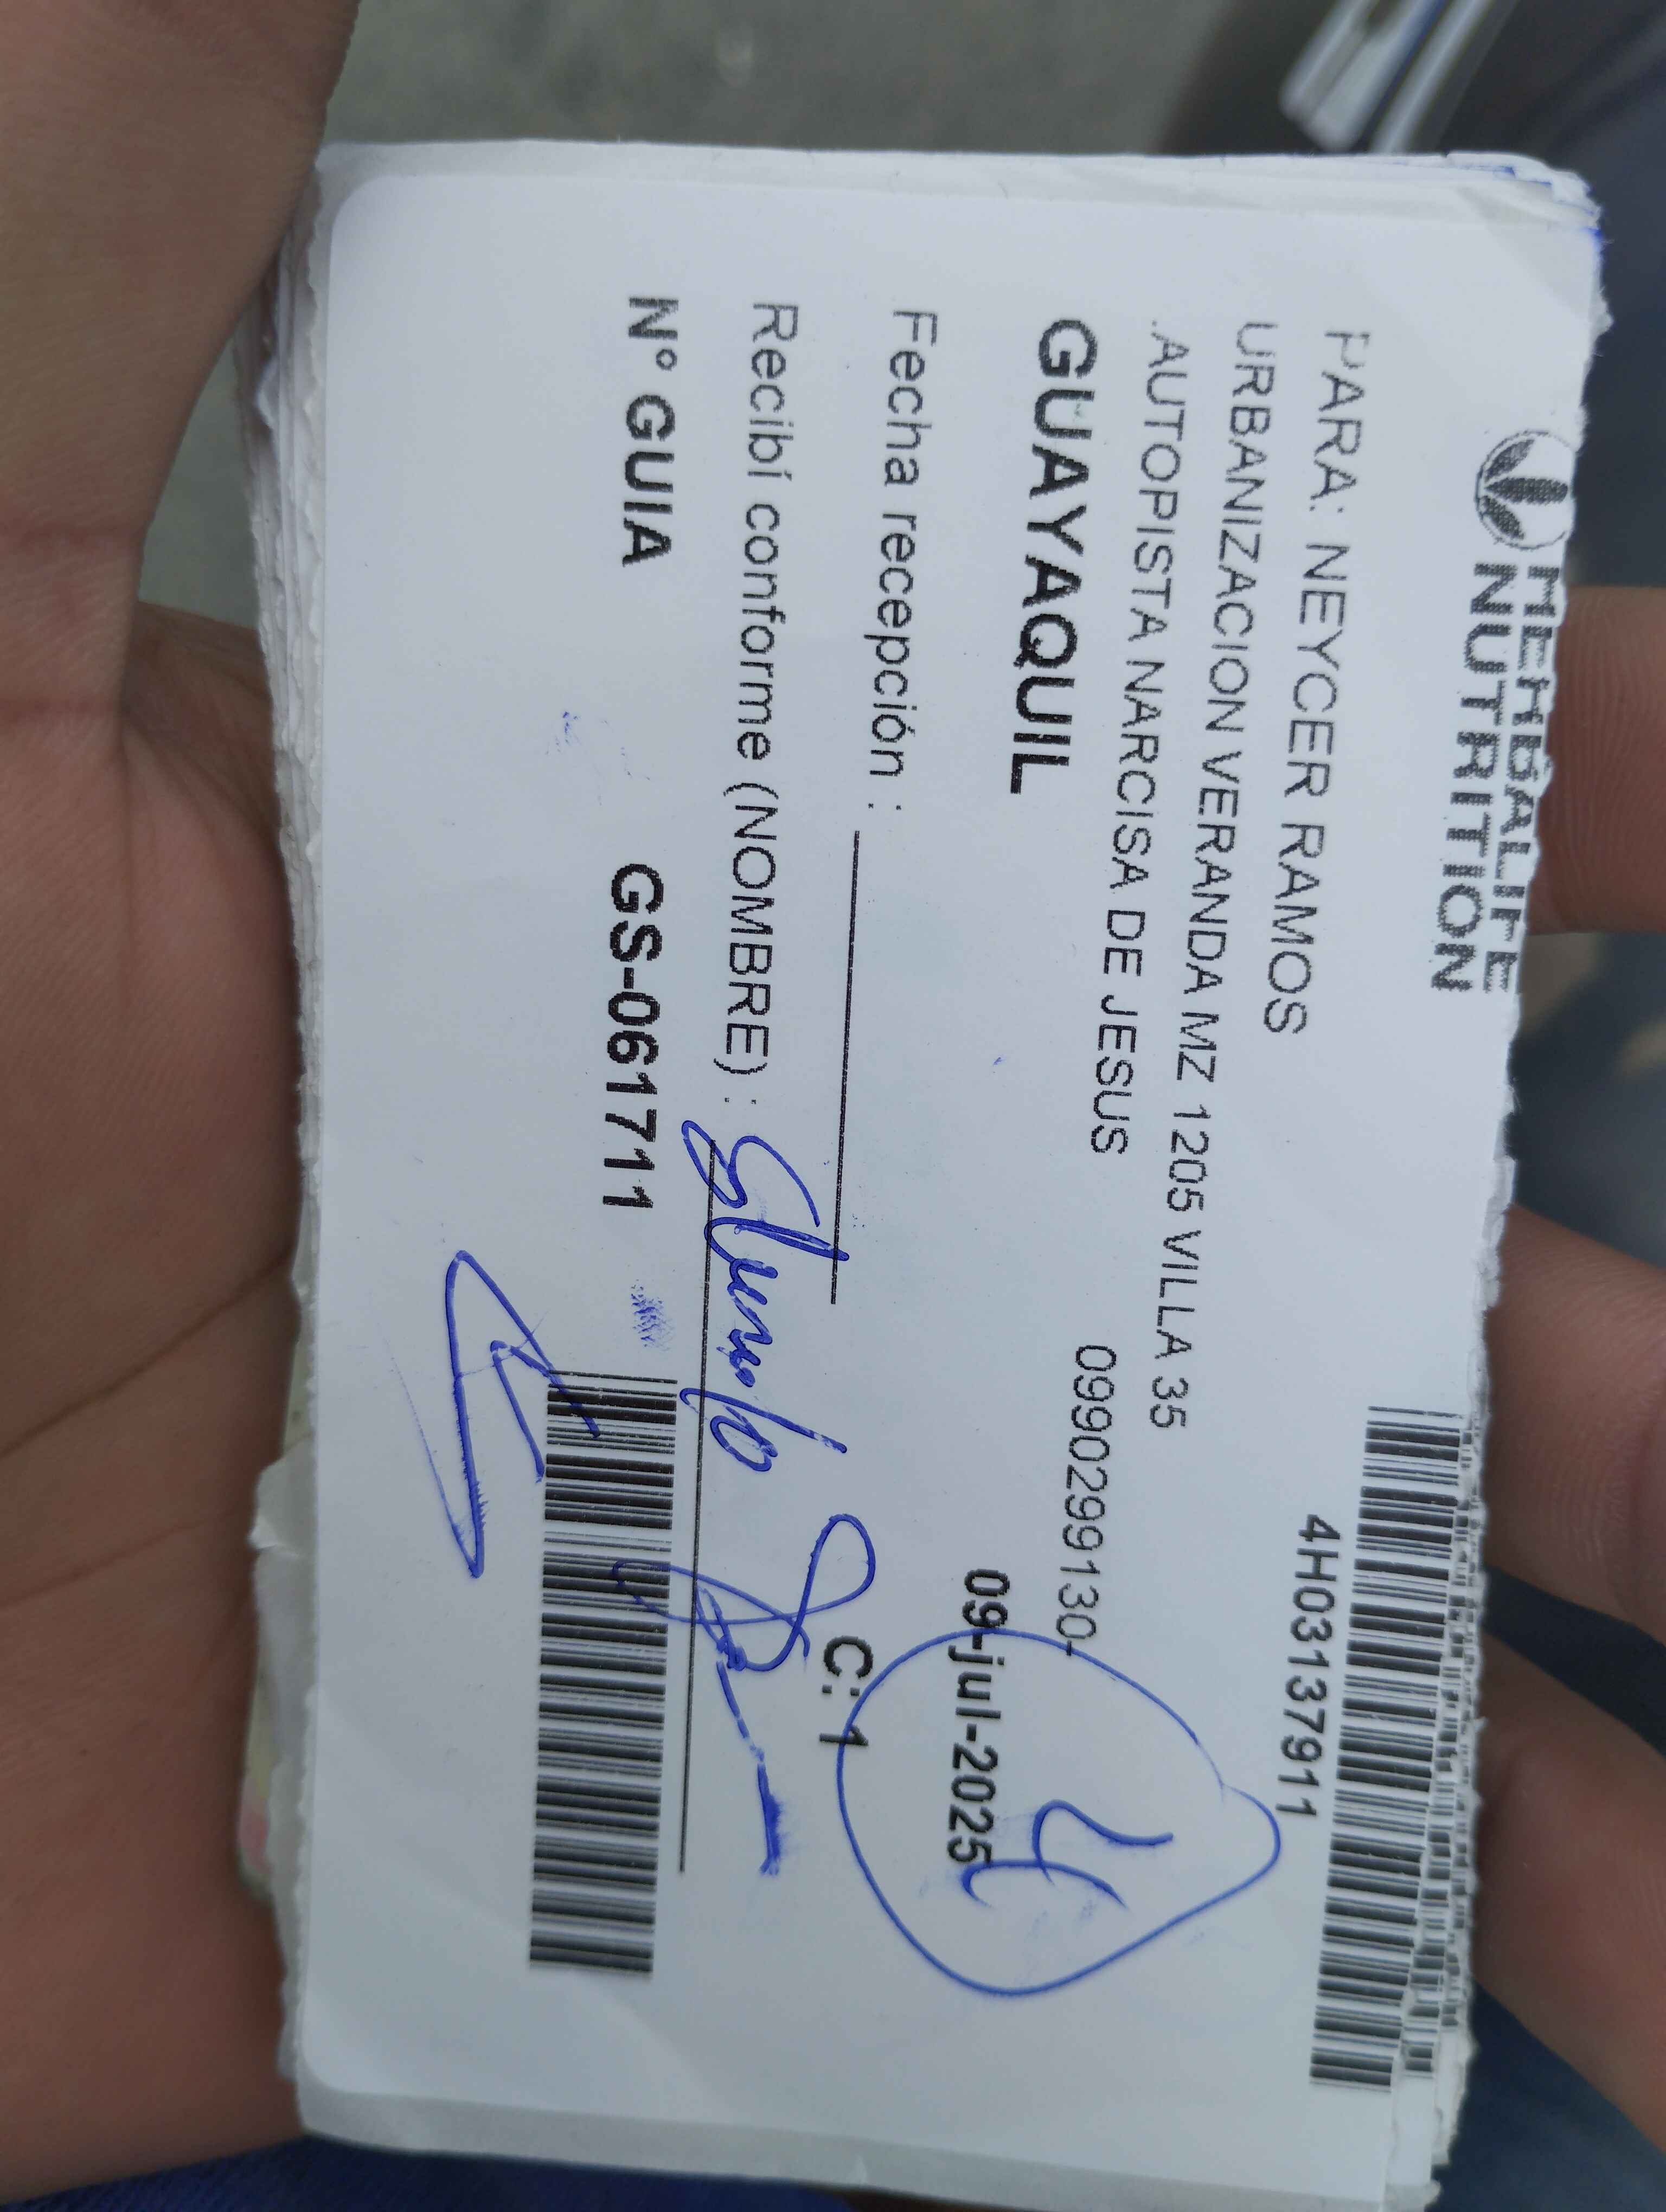 HERBALIFE
NUTRITION
4H03137911
PARA: NEYCER RAMOS
URBANIZACION VERANDA MZ 1205 VILLA 35
.AUTOPISTA NARCISA DE JESUS
0990299130-
GUAYAQUIL
09-jul-2025
Fecha recepción :
C: 1
Recibí conforme (NOMBRE) :
N° GUIA GS-061711